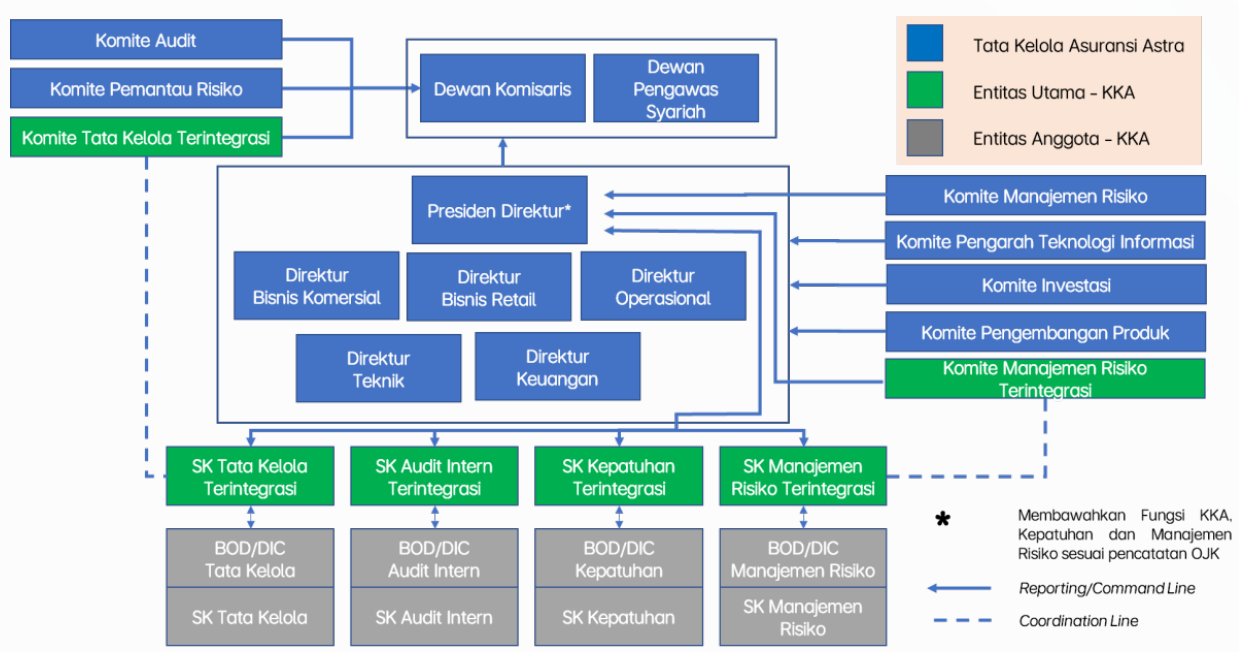 Komite Audit
Komite Pemantau Risiko
Komite Tata Kelola Terintegrasi
Dewan Komisaris
Dewan
Pengawas
Syariah
Tata Kelola Asuransi Astra
Entitas Utama - KKA
Entitas Anggota - KKA
Presiden Direktur*
Direktur
Bisnis Komersial
Direktur
Bisnis Retail
Direktur
Operasional
Direktur
Teknik
Direktur
Keuangan
Komite Manajemen Risiko
Komite Pengarah Teknologi Informasi
Komite Investasi
Komite Pengembangan Produk
Komite Manajemen Risiko
Terintegrasi
SK Tata Kelola
Terintegrasi
SK Audit Intern
Terintegrasi
SK Kepatuhan
Terintegrasi
SK Manajemen
Risiko Terintegrasi
BOD/DIC
Tata Kelola
BOD/DIC
Audit Intern
BOD/DIC
Kepatuhan
BOD/DIC
Manajemen Risiko
SK Tata Kelola
SK Audit Intern
SK Kepatuhan
SK Manajemen
Risiko
* Membawahkan Fungsi KKA,
Kepatuhan dan Manajemen
Risiko sesuai pencatatan OJK
Reporting/Command Line
Coordination Line